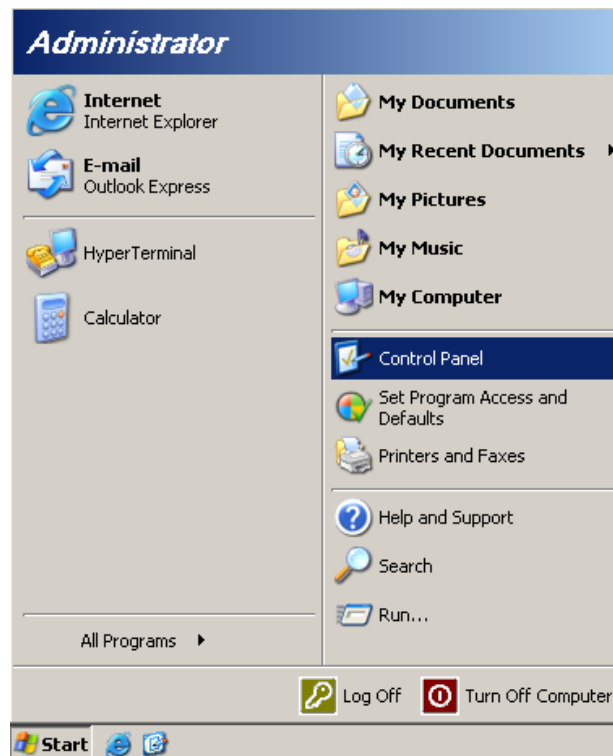 Administrator
Internet
Internet Explorer
E-mail
Outlook Express
HyperTerminal
Calculator
All Programs
My Documents
My Recent Documents
My Pictures
My Music
My Computer
Control Panel
Set Program Access and
Defaults
Printers and Faxes
Help and Support
Search
Run...
Log Off
Turn Off Computer
Start